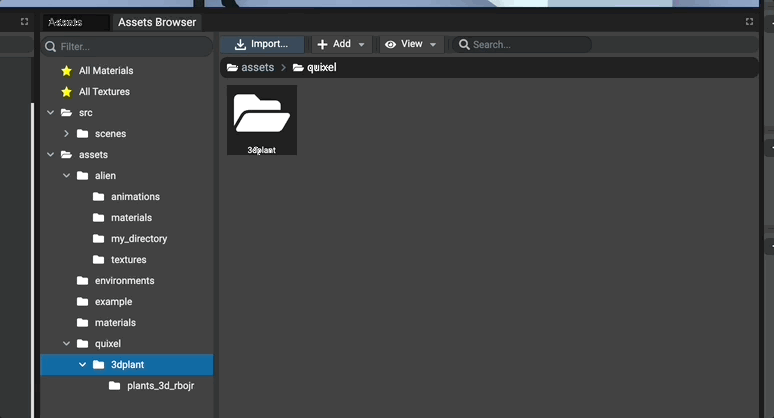 Assets Browser
Filter...
Import...
Add
View
Search...
All Materials
assets
quixel
All Textures
src
scenes
assets
alien
animations
materials
my_directory
textures
environments
example
materials
quixel
3dplant
plants_3d_rbojr
3dplant